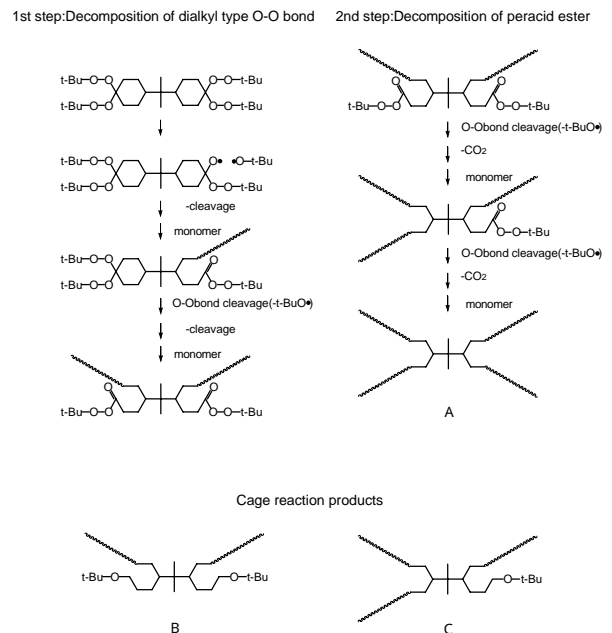 1st step:Decomposition of dialkyl type O-O bond
t-Bu–O–O O–O–t-Bu
t-Bu–O–O O–O–t-Bu
t-Bu–O–O O• •O–t-Bu
t-Bu–O–O O–O–t-Bu
-cleavage
monomer
t-Bu–O–O O
t-Bu–O–O O–O–t-Bu
O-Obond cleavage(-t-BuO•)
-cleavage
monomer
O O
t-Bu–O–O O–O–t-Bu
2nd step:Decomposition of peracid ester
O O
t-Bu–O–O O–O–t-Bu
O-Obond cleavage(-t-BuO•)
-CO2
monomer
O
O–O–t-Bu
O-Obond cleavage(-t-BuO•)
-CO2
monomer
A
Cage reaction products
t-Bu–O O–t-Bu
B
O–t-Bu
C